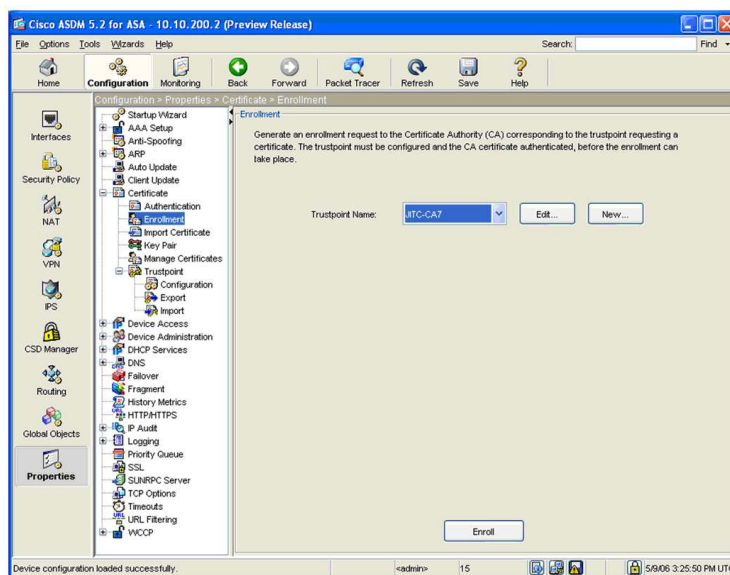 Cisco ASDM 5.2 for ASA - 10.10.200.2 (Preview Release)
File Options Tools Wizards Help
Search:
Find
Home
Configuration
Monitoring
Back
Forward
Packet Tracer
Refresh
Save
Help
Configuration > Properties > Certificate > Enrollment
Interfaces
Security Policy
NAT
VPN
IPS
CSD Manager
Routing
Global Objects
Properties
Startup Wizard
AAA Setup
Anti-Spoofing
ARP
Auto Update
Client Update
Certificate
Authentication
Enrollment
Import Certificate
Key Pair
Manage Certificates
Trustpoint
Configuration
Export
Import
Device Access
Device Administration
DHCP Services
DNS
Failover
Fragment
History Metrics
HTTP/HTTPS
IP Audit
Logging
Priority Queue
SSL
SUNRPC Server
TCP Options
Timeouts
URL Filtering
WCCP
Enrollment
Generate an enrollment request to the Certificate Authority (CA) corresponding to the trustpoint requesting a
certificate. The trustpoint must be configured and the CA certificate authenticated, before the enrollment can
take place.
Trustpoint Name:
JITC-CA7
Edit...
New...
Enroll
Device configuration loaded successfully.
<admin>
15
5/9/06 3:25:50 PM UTC